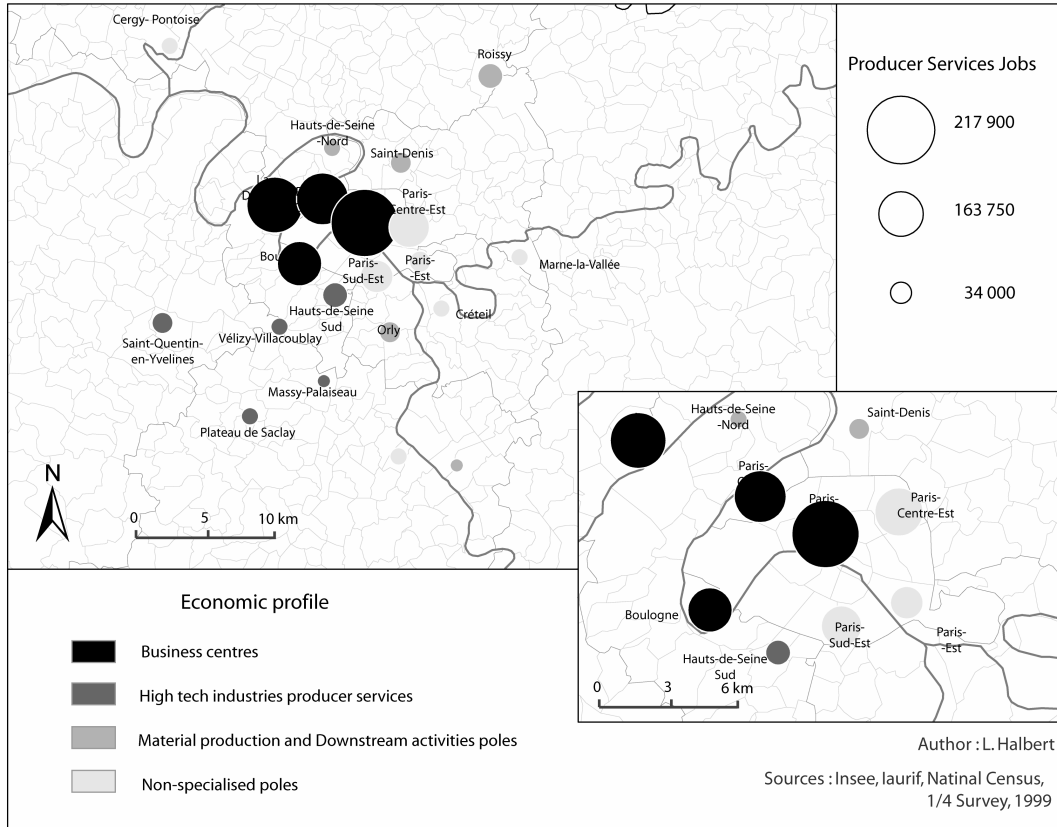 Cergy- Pontoise
Roissy
Hauts-de-Seine
-Nord
Saint-Denis
Paris-
Centre-Est
Paris-
Sud-Est
Paris-
-Est
Marne-la-Vallée
Hauts-de-Seine
Sud
Orly
Créteil
Saint-Quentin-
en-Yvelines
Vélizy-Villacoublay
Massy-Palaiseau
Plateau de Saclay
N
0 5 10 km
Producer Services Jobs
217 900
163 750
34 000
Hauts-de-Seine
-Nord
Saint-Denis
Paris-
Paris-
Paris-
Centre-Est
Boulogne
Paris-
Sud-Est
Paris-
-Est
Hauts-de-Seine
Sud
0 3 6 km
Economic profile
Business centres
High tech industries producer services
Material production and Downstream activities poles
Non-specialised poles
Author : L. Halbert
Sources : Insee, Iaurif, Natinal Census,
1/4 Survey, 1999